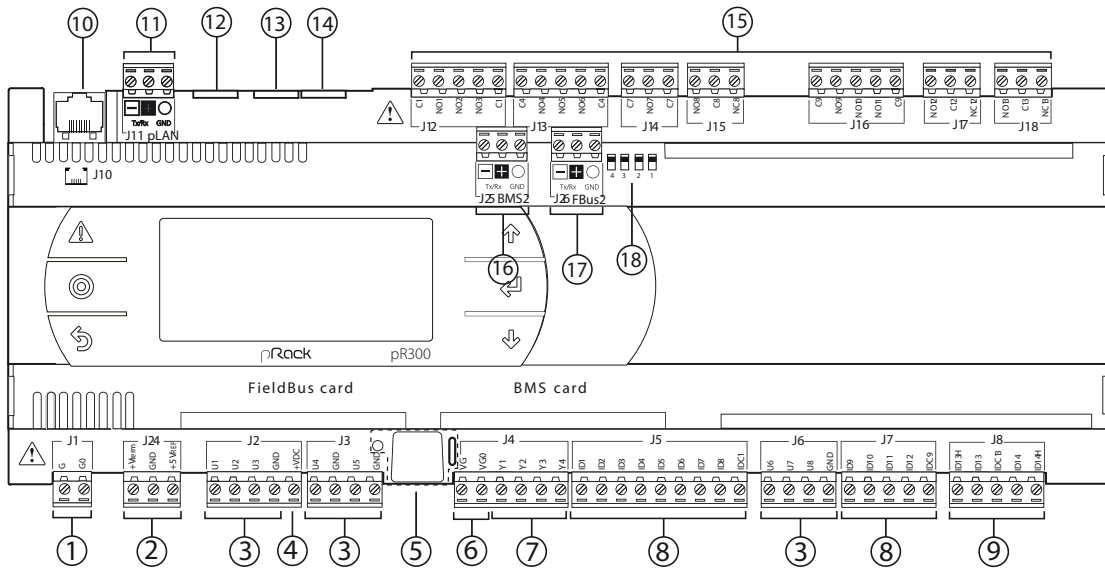 10 11 12 13 14 15
C1 NO1 NO2 NO3 C1 C4 NO4 NO5 NO6 C4 C7 NO7 C7 NO8 C8 NC8 C9 NO9 NO10 NO11 C9 NO12 C12 NC12 NO13 C13 NC13
Tx/Rx GND
J11 pLAN J12 J13 J14 J15 J16 J17 J18
J10
4 3 2 1
Tx/Rx GND Tx/Rx GND
J25 BMS2 J26 FBus2
16 17 18
pRack pR300
FieldBus card BMS card
J1 J24 J2 J3 J4 J5 J6 J7 J8
G G0 +Vterm GND +5VREF U1 U2 U3 GND +VDC U4 GND U5 GND VG VG0 Y1 Y2 Y3 Y4 ID1 ID2 ID3 ID4 ID5 ID6 ID7 ID8 IDC1 U6 U7 U8 GND ID9 ID10 ID11 ID12 IDC9 ID13H ID13 IDC13 ID14 ID14H
1 2 3 4 3 5 6 7 8 3 8 9